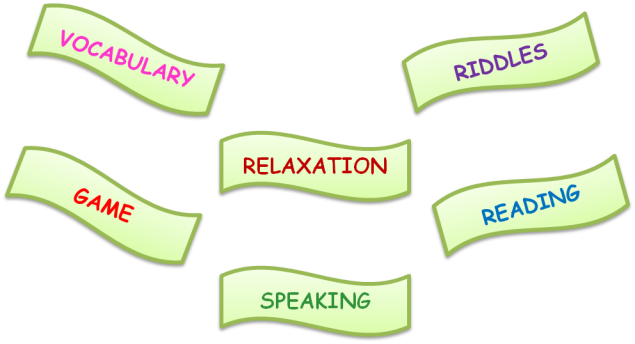 VOCABULARY
RIDDLES
RELAXATION
GAME
READING
SPEAKING